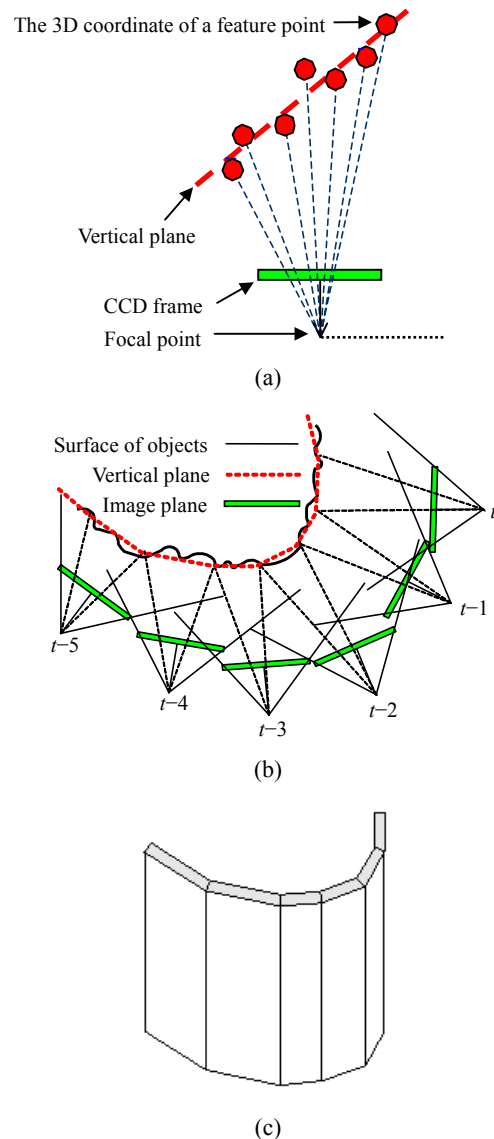 The 3D coordinate of a feature point
Vertical plane
CCD frame
Focal point
(a)
Surface of objects
Vertical plane
Image plane
t
t−1
t−5
t−4
t−3
t−2
(b)
(c)